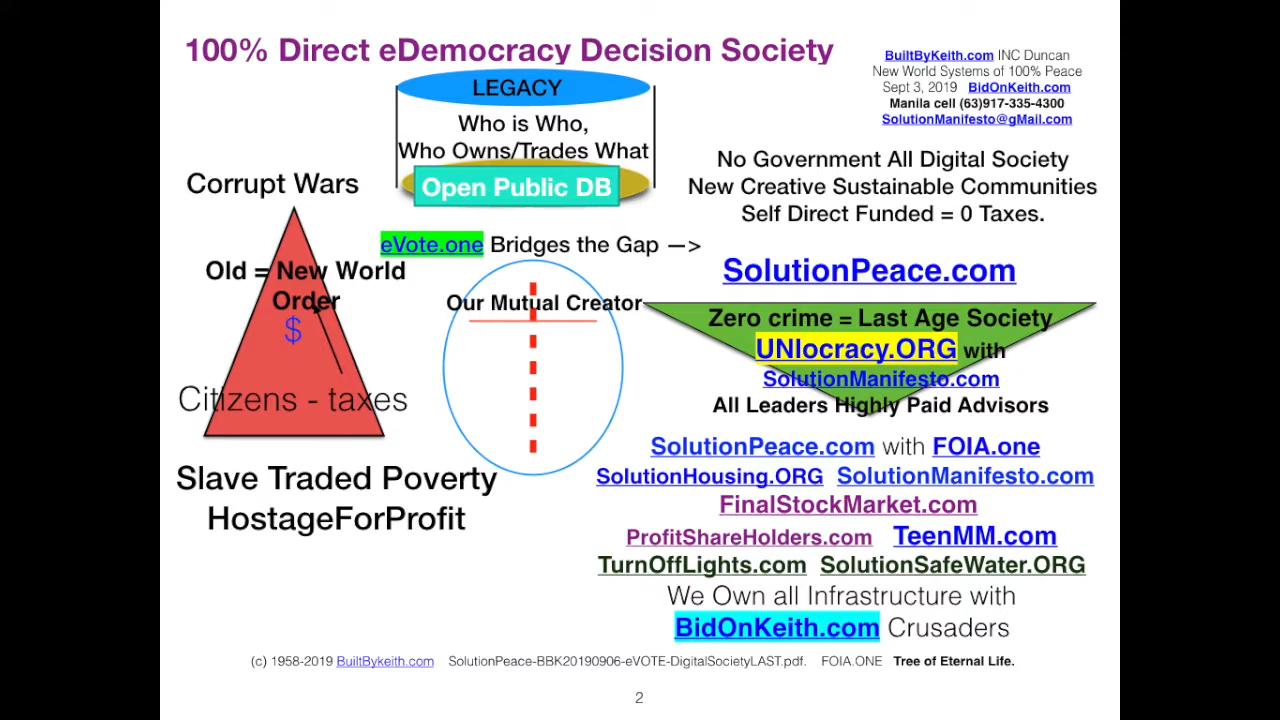 100% Direct eDemocracy Decision Society
BuiltByKeith.com INC Duncan
New World Systems of 100% Peace
Sept 3, 2019 BidOnKeith.com
Manila cell (63)917-335-4300
SolutionManifesto@gMail.com
LEGACY
Who is Who,
Who Owns/Trades What
Open Public DB
No Government All Digital Society
New Creative Sustainable Communities
Self Direct Funded = 0 Taxes.
Corrupt Wars
eVote.one Bridges the Gap —>
Old = New World
Order
$
Citizens - taxes
Slave Traded Poverty
HostageForProfit
Our Mutual Creator
SolutionPeace.com
Zero crime = Last Age Society
UNIocracy.ORG with
SolutionManifesto.com
All Leaders Highly Paid Advisors
SolutionPeace.com with FOIA.one
SolutionHousing.ORG SolutionManifesto.com
FinalStockMarket.com
ProfitShareHolders.com TeenMM.com
TurnOffLights.com SolutionSafeWater.ORG
We Own all Infrastructure with
BidOnKeith.com Crusaders
(c) 1958-2019 BuiltBykeith.com SolutionPeace-BBK20190906-eVOTE-DigitalSocietyLAST.pdf. FOIA.ONE Tree of Eternal Life.
2